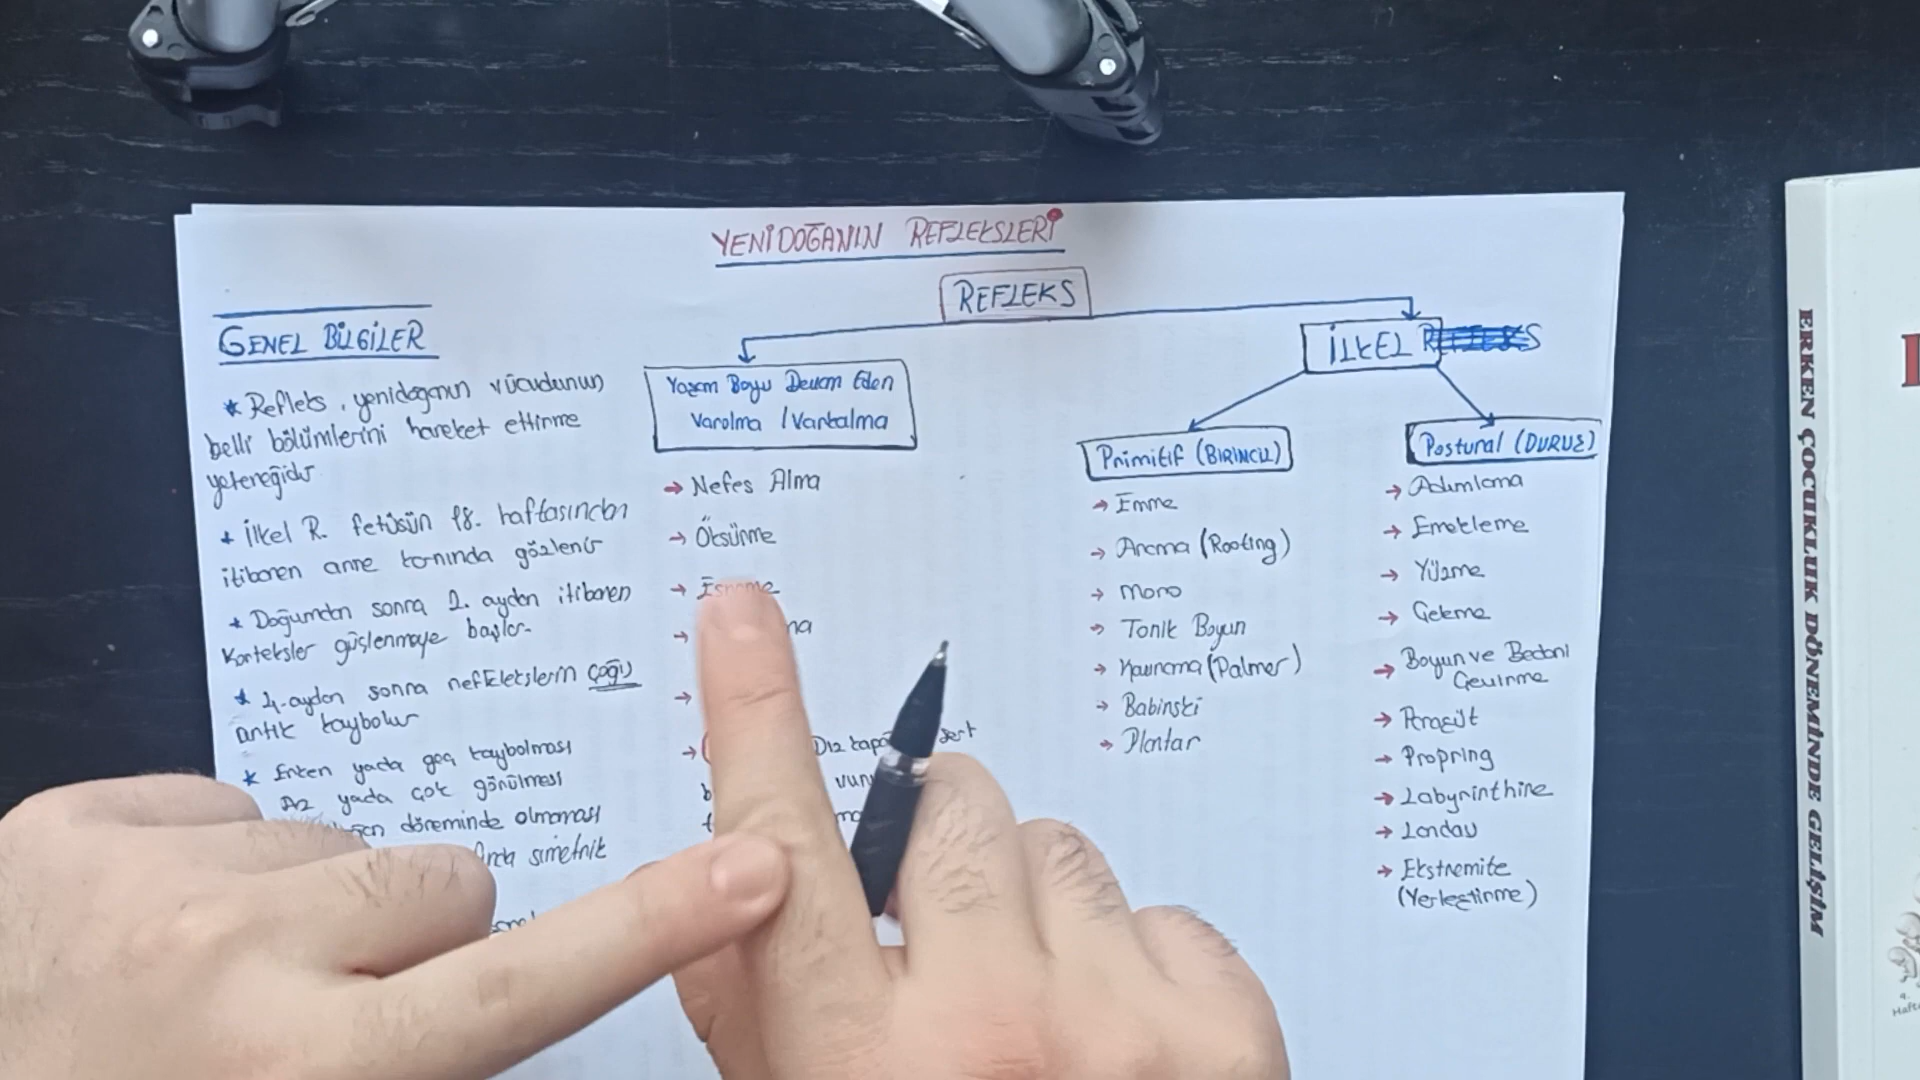 YENİDOĞANIN REFLEKSLERİ
REFLEKS
GENEL BİLGİLER
* Refleks, yenidoğanın vücudunun
belli bölümlerini hareket ettirme
yeteneğidir
* İlkel R. fetüsün 18. haftasından
itibaren anne karnında gözlenir
* Doğumdan sonra 2. aydan itibaren
Korteksler güçlenmeye başlar.
* 4. aydan sonra refleklerin çoğu
artık kaybolur
* Erken yada geç kaybolması
Az yada çok görülmesi
döneminde olmaması
simetrik
Yaşam Boyu Devam Eden
Varolma / Varkalma
→ Nefes Alma
→ Öksürme
→ Esneme
→
→
→
İLKEL
Primitif (BİRİNCİL)
→ Emme
→ Arama (Rooting)
→ Moro
→ Tonik Boyun
→ Kavrama (Palmer)
→ Babinski
→ Plantar
Postural (DURUŞ)
→ Adımlama
→ Emekleme
→ Yüzme
→ Çekme
→ Boyun ve Bedeni
Çevirme
→ Paraşüt
→ Propring
→ Labyrinthine
→ Landau
→ Ekstremite
(Yerleştirme)
ERKEN ÇOCUKLUK DÖNEMİNDE GELİŞİM